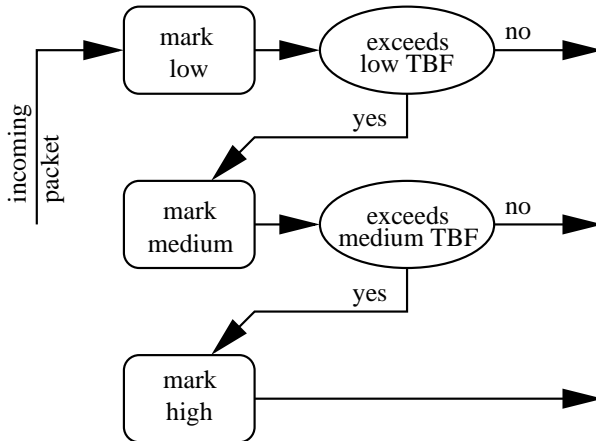 mark
low
exceeds
low TBF
no
yes
incoming
packet
mark
medium
exceeds
medium TBF
no
yes
mark
high